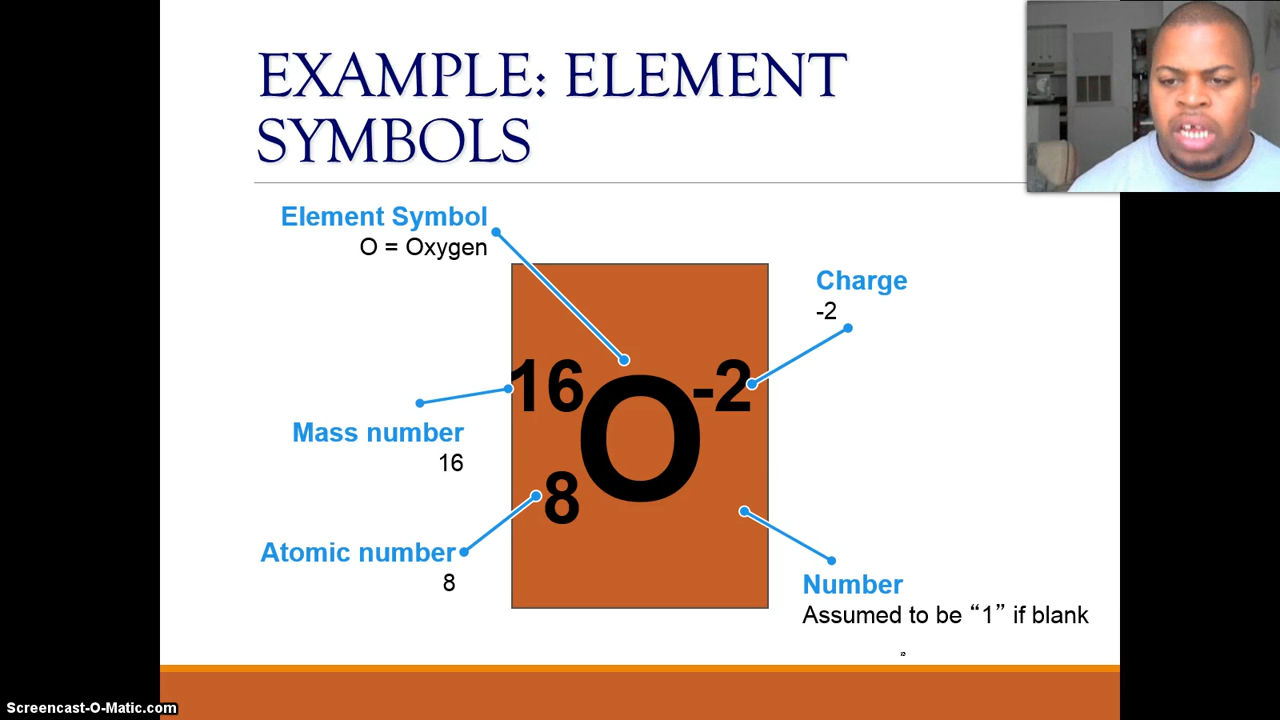 EXAMPLE: ELEMENT
SYMBOLS
Element Symbol
O = Oxygen
Charge
-2
16
O
-2
8
Mass number
16
Atomic number
8
Number
Assumed to be “1” if blank
Screencast-O-Matic.com